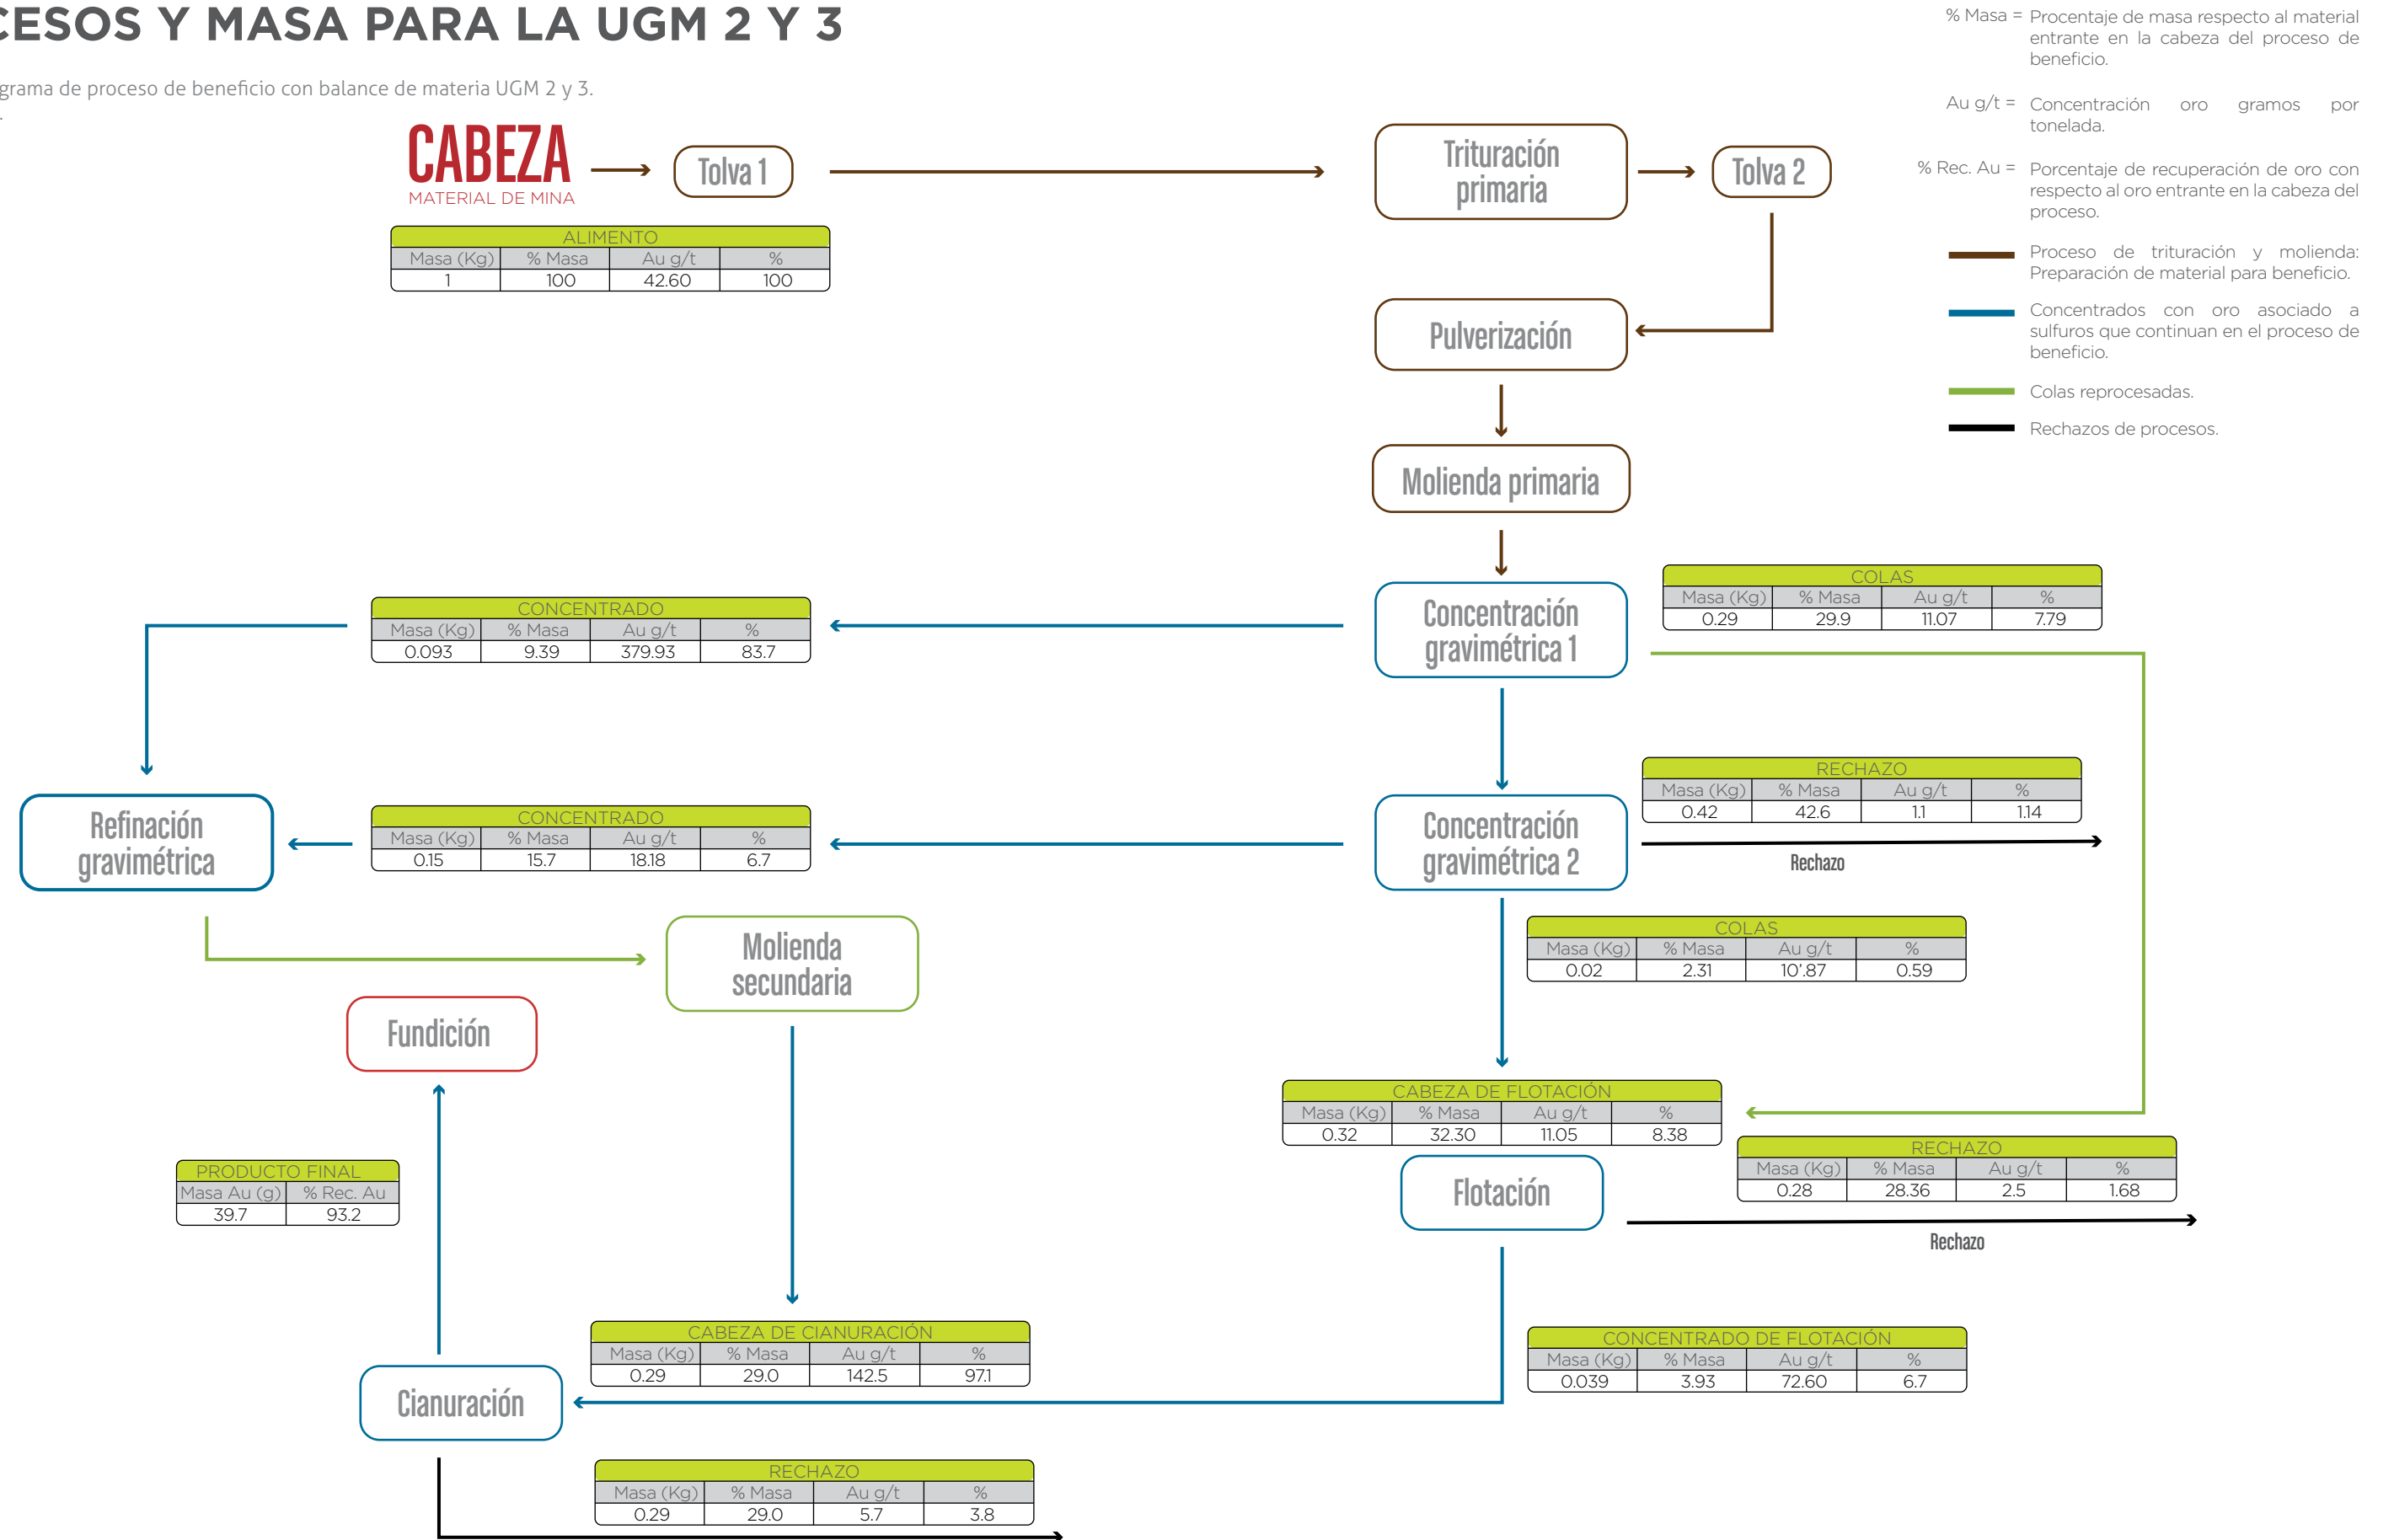 CESOS Y MASA PARA LA UGM 2 Y 3
grama de proceso de beneficio con balance de materia UGM 2 y 3.
% Masa = Procentaje de masa respecto al material
entrante en la cabeza del proceso de
beneficio.
Au g/t = Concentración oro gramos por
tonelada.
% Rec. Au = Porcentaje de recuperación de oro con
respecto al oro entrante en la cabeza del
proceso.
Proceso de trituración y molienda:
Preparación de material para beneficio.
Concentrados con oro asociado a
sulfuros que continuan en el proceso de
beneficio.
Colas reprocesadas.
Rechazos de procesos.
CABEZA
MATERIAL DE MINA
Tolva 1
Trituración
primaria
Tolva 2
ALIMENTO
Masa (Kg) % Masa Au g/t %
1 100 42.60 100
Pulverización
Molienda primaria
Concentración
gravimétrica 1
COLAS
Masa (Kg) % Masa Au g/t %
0.29 29.9 11.07 7.79
CONCENTRADO
Masa (Kg) % Masa Au g/t %
0.093 9.39 379.93 83.7
Refinación
gravimétrica
CONCENTRADO
Masa (Kg) % Masa Au g/t %
0.15 15.7 18.18 6.7
Concentración
gravimétrica 2
RECHAZO
Masa (Kg) % Masa Au g/t %
0.42 42.6 1.1 1.14
Rechazo
COLAS
Masa (Kg) % Masa Au g/t %
0.02 2.31 10'.87 0.59
Molienda
secundaria
Fundición
CABEZA DE FLOTACIÓN
Masa (Kg) % Masa Au g/t %
0.32 32.30 11.05 8.38
Flotación
RECHAZO
Masa (Kg) % Masa Au g/t %
0.28 28.36 2.5 1.68
Rechazo
PRODUCTO FINAL
Masa Au (g) % Rec. Au
39.7 93.2
CABEZA DE CIANURACIÓN
Masa (Kg) % Masa Au g/t %
0.29 29.0 142.5 97.1
CONCENTRADO DE FLOTACIÓN
Masa (Kg) % Masa Au g/t %
0.039 3.93 72.60 6.7
Cianuración
RECHAZO
Masa (Kg) % Masa Au g/t %
0.29 29.0 5.7 3.8